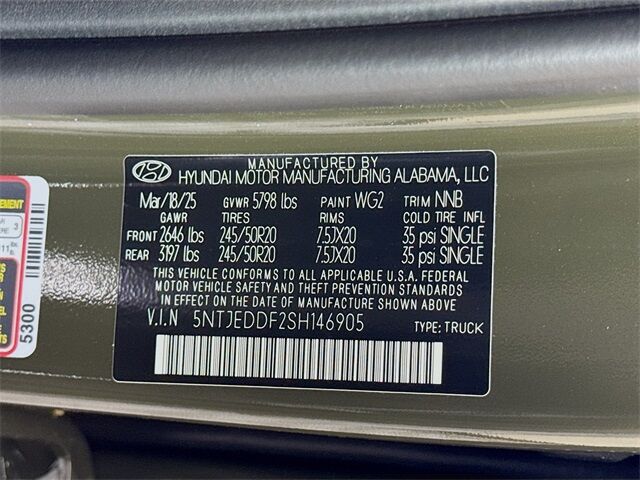 MANUFACTURED BY
HYUNDAI MOTOR MANUFACTURING ALABAMA, LLC
Mar/18/25 GVWR 5798 lbs PAINT WG2 TRIM NNB
GAWR TIRES RIMS COLD TIRE INFL
FRONT 2646 lbs 245/50R20 7.5JX20 35 psi SINGLE
REAR 3197 lbs 245/50R20 7.5JX20 35 psi SINGLE
THIS VEHICLE CONFORMS TO ALL APPLICABLE U.S.A. FEDERAL
MOTOR VEHICLE SAFETY AND THEFT PREVENTION STANDARDS
IN EFFECT ON THE DATE OF MANUFACTURE SHOWN ABOVE
V.I.N 5NTJEDDF2SH146905 TYPE: TRUCK
5300
3